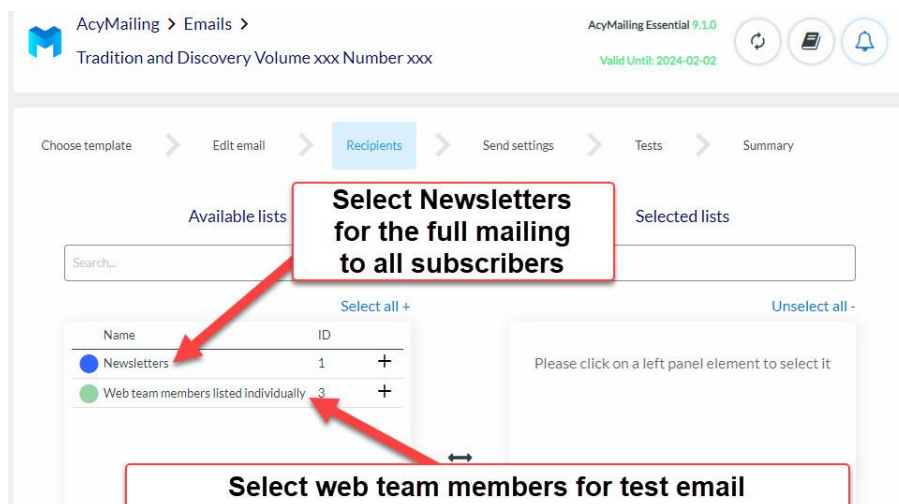 AcyMailing > Emails >
Tradition and Discovery Volume xxx Number xxx
AcyMailing Essential 9.1.0
Valid Until: 2024-02-02
Choose template
Edit email
Recipients
Send settings
Tests
Summary
Available lists
Select Newsletters
for the full mailing
to all subscribers
Selected lists
Search...
Select all +
Unselect all -
Name ID
Newsletters 1 +
Web team members listed individually 3 +
Please click on a left panel element to select it
Select web team members for test email